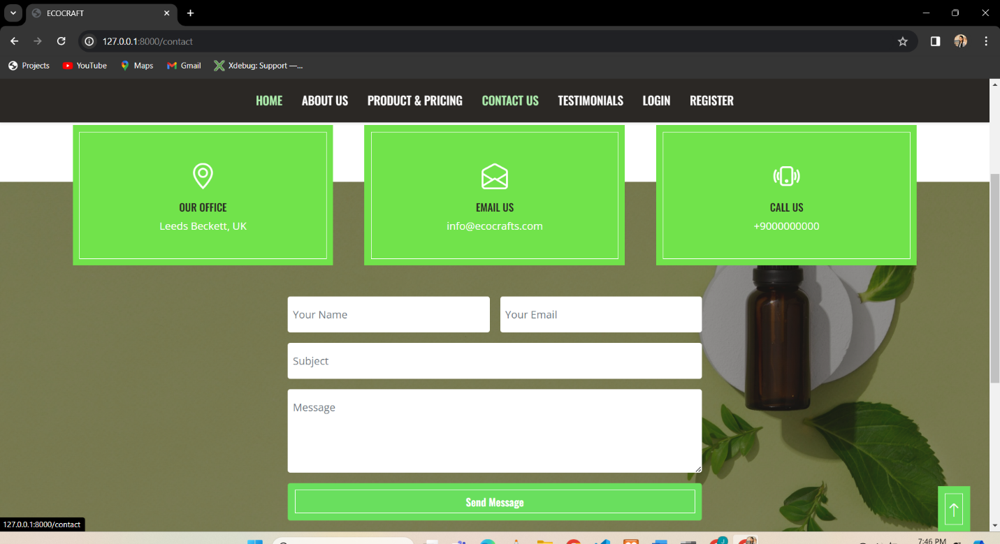 ECOCRAFT
127.0.0.1:8000/contact
Projects YouTube Maps Gmail Xdebug: Support —...
HOME ABOUT US PRODUCT & PRICING CONTACT US TESTIMONIALS LOGIN REGISTER
OUR OFFICE
Leeds Beckett, UK
EMAIL US
info@ecocrafts.com
CALL US
+9000000000
Your Name
Your Email
Subject
Message
Send Message
127.0.0.1:8000/contact
7:46 PM